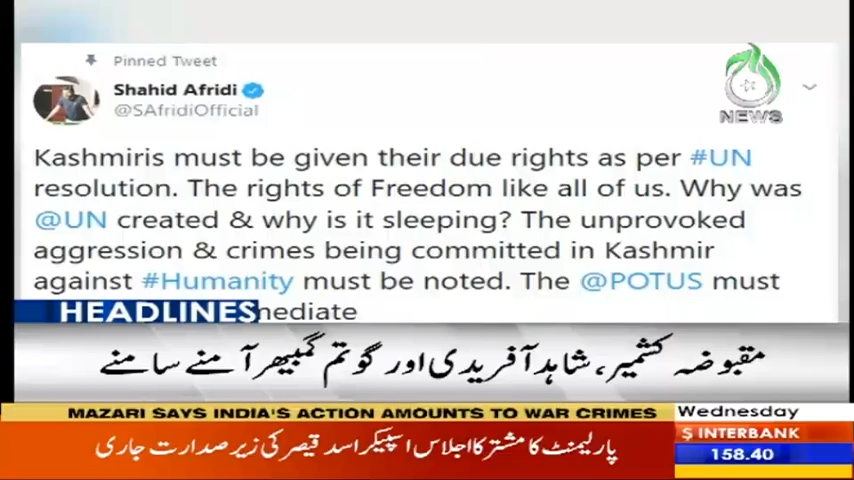 Pinned Tweet
Shahid Afridi
@SAfridiOfficial
NEWS
Kashmiris must be given their due rights as per #UN
resolution. The rights of Freedom like all of us. Why was
@UN created & why is it sleeping? The unprovoked
aggression & crimes being committed in Kashmir
against #Humanity must be noted. The @POTUS must
HEADLINES
مقبوضہ کشمیر، شاہد آفریدی اور گوتم گمبھیر آمنے سامنے
MAZARI SAYS INDIA'S ACTION AMOUNTS TO WAR CRIMES
Wednesday
پارلیمنٹ کا مشترکا اجلاس اسپیکر اسد قیصر کی زیر صدارت جاری
$ INTERBANK
158.40